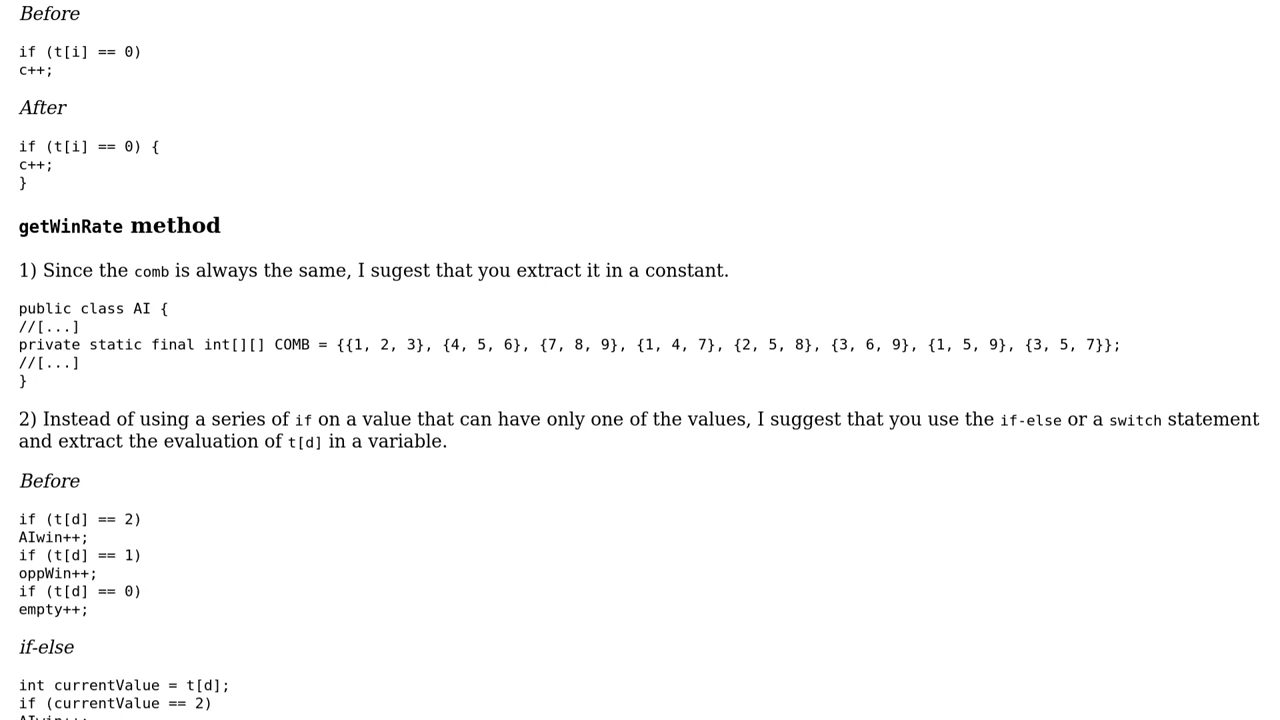 Before
if (t[i] == 0)
c++;
After
if (t[i] == 0) {
c++;
}
getWinRate method
1) Since the comb is always the same, I sugest that you extract it in a constant.
public class AI {
//[...]
private static final int[][] COMB = {{1, 2, 3}, {4, 5, 6}, {7, 8, 9}, {1, 4, 7}, {2, 5, 8}, {3, 6, 9}, {1, 5, 9}, {3, 5, 7}};
//[...]
}
2) Instead of using a series of if on a value that can have only one of the values, I suggest that you use the if-else or a switch statement
and extract the evaluation of t[d] in a variable.
Before
if (t[d] == 2)
AIwin++;
if (t[d] == 1)
oppWin++;
if (t[d] == 0)
empty++;
if-else
int currentValue = t[d];
if (currentValue == 2)